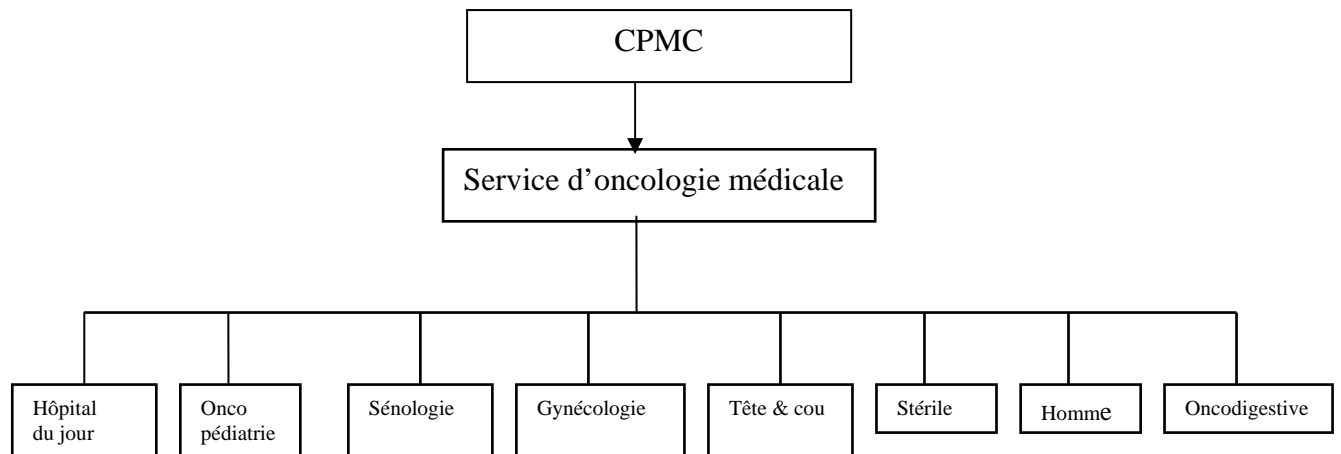 CPMC
Service d’oncologie médicale
Hôpital
du jour
Onco
pédiatrie
Sénologie
Gynécologie
Tête & cou
Stérile
Homme
Oncodigestive